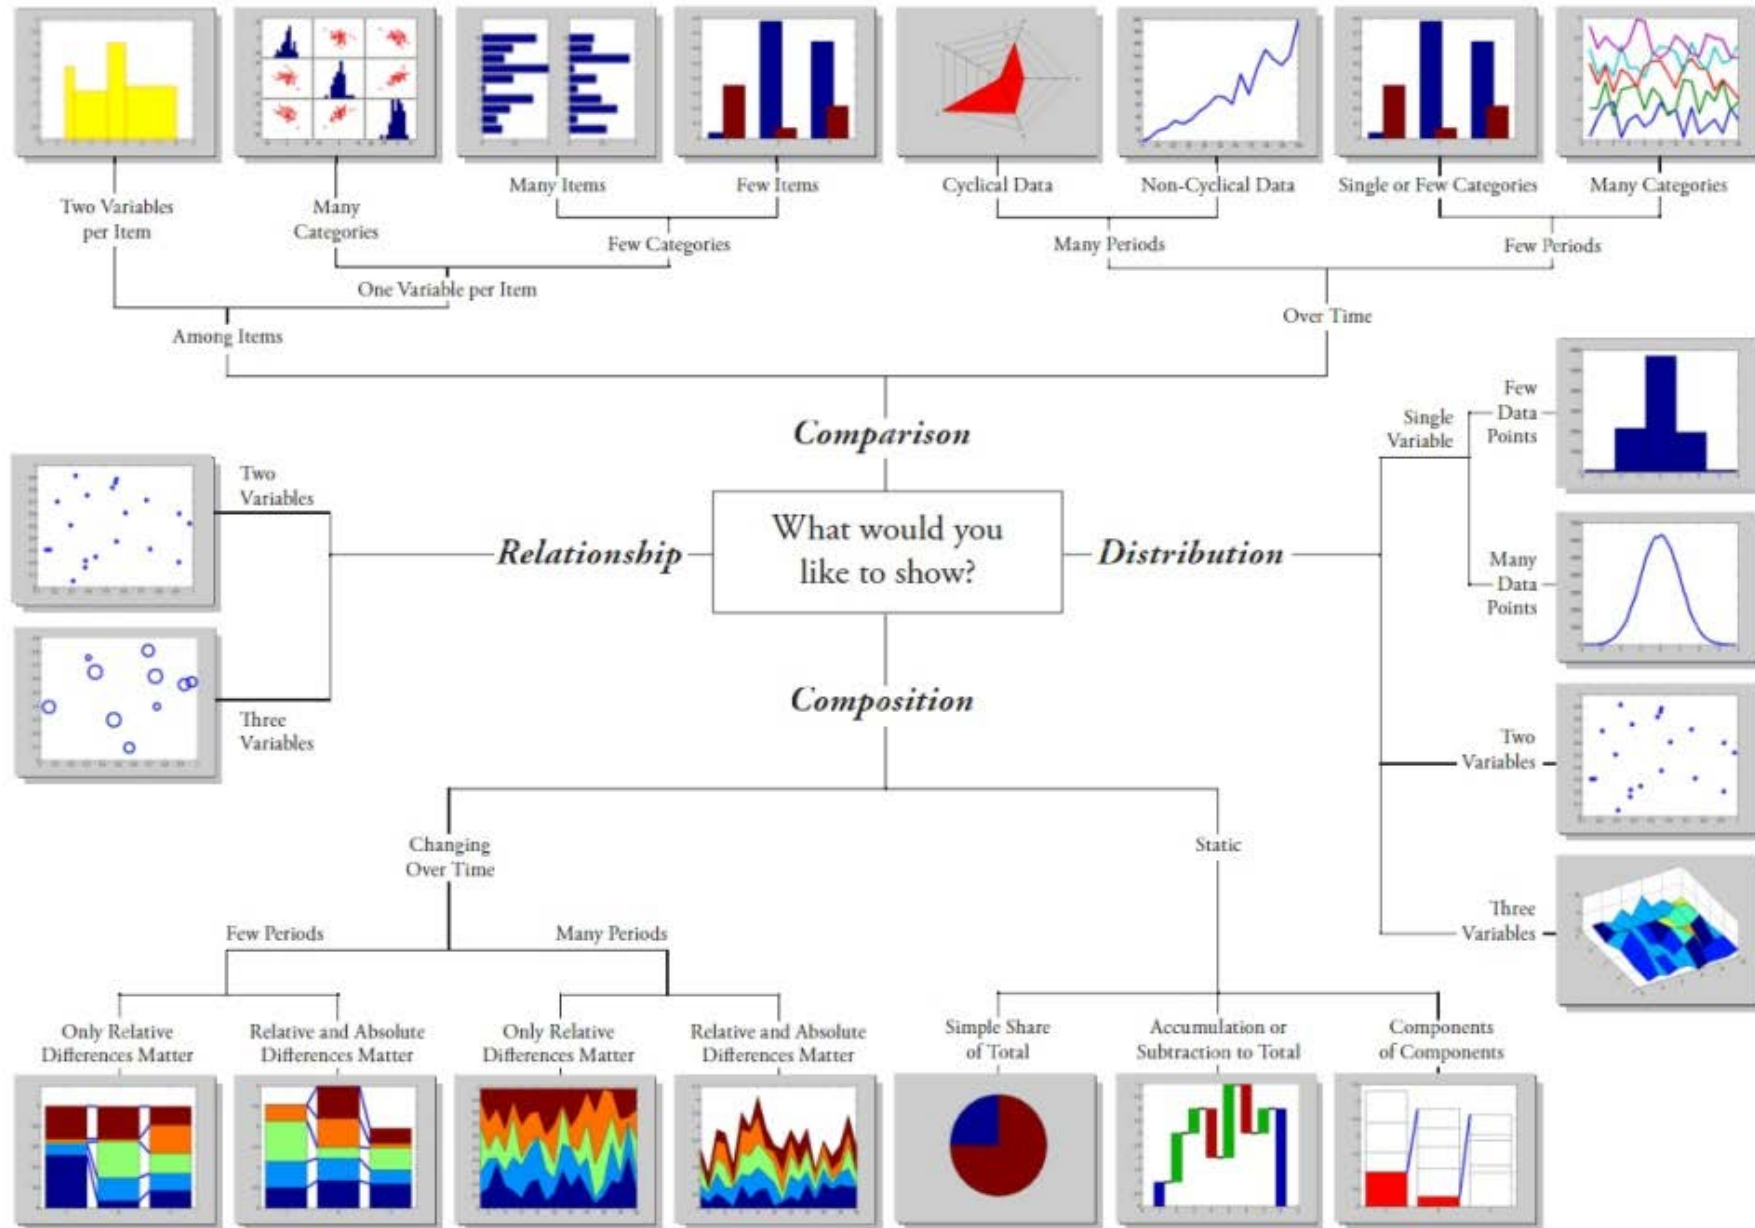 Many Items
Few Items
Cyclical Data
Non-Cyclical Data
Single or Few Categories
Many Categories
Two Variables
per Item
Many
Categories
Few Categories
Many Periods
Few Periods
One Variable per Item
Among Items
Over Time
Comparison
Single
Variable
Few
Data
Points
Two
Variables
What would you
like to show?
Relationship
Distribution
Many
Data
Points
Composition
Three
Variables
Two
Variables
Changing
Over Time
Static
Three
Variables
Few Periods
Many Periods
Only Relative
Differences Matter
Relative and Absolute
Differences Matter
Only Relative
Differences Matter
Relative and Absolute
Differences Matter
Simple Share
of Total
Accumulation or
Subtraction to Total
Components
of Components